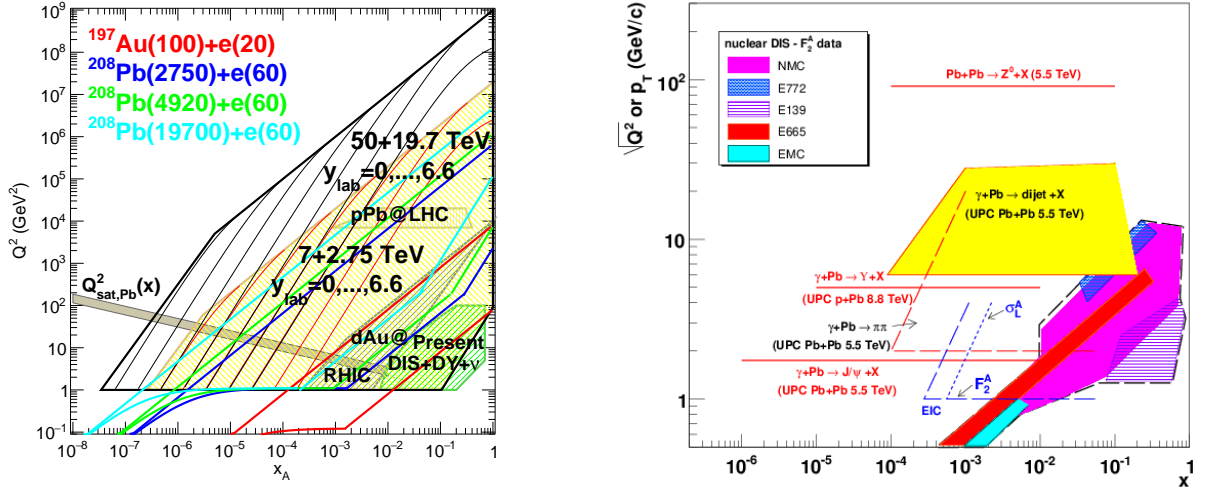 10⁹
10⁸
10⁷
10⁶
10⁵
10⁴
10³
10²
10
1
10⁻¹
Q² (GeV²)
¹⁹⁷Au(100)+e(20)
²⁰⁸Pb(2750)+e(60)
²⁰⁸Pb(4920)+e(60)
²⁰⁸Pb(19700)+e(60)
50+19.7 TeV
y_lab=0,...,6.6
pPb@LHC
7+2.75 TeV
y_lab=0,...,6.6
Q²_sat,Pb(x)
dAu@
RHIC
Present
DIS+DY+ν
10⁻⁸ 10⁻⁷ 10⁻⁶ 10⁻⁵ 10⁻⁴ 10⁻³ 10⁻² 10⁻¹ 1
x_A
√Q² or p_T (GeV/c)
10²
10
1
nuclear DIS - F₂ᴬ data
NMC
E772
E139
E665
EMC
Pb+Pb → Z⁰+X (5.5 TeV)
γ+Pb → dijet +X
(UPC Pb+Pb 5.5 TeV)
γ+Pb → ϒ+X
(UPC p+Pb 8.8 TeV)
γ+Pb → ππ
(UPC Pb+Pb 5.5 TeV)
γ+Pb → J/ψ +X
(UPC Pb+Pb 5.5 TeV)
σ_Lᴬ
F₂ᴬ
EIC
10⁻⁶ 10⁻⁵ 10⁻⁴ 10⁻³ 10⁻² 10⁻¹ 1
x